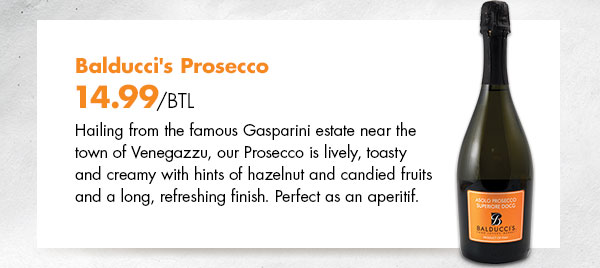 Balducci's Prosecco
14.99/BTL
Hailing from the famous Gasparini estate near the
town of Venegazzu, our Prosecco is lively, toasty
and creamy with hints of hazelnut and candied fruits
and a long, refreshing finish. Perfect as an aperitif.
ASOLO PROSECCO
SUPERIORE DOCG
B
BALDUCCI'S